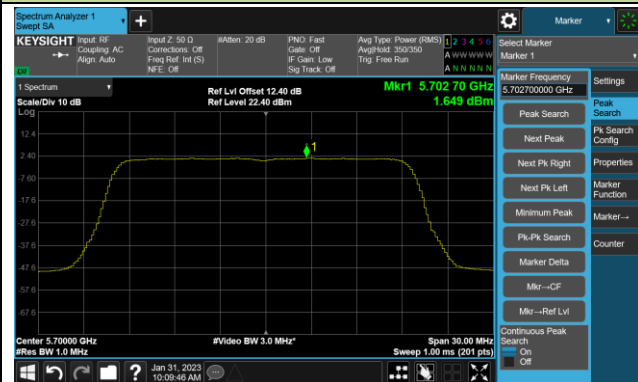 Spectrum Analyzer 1
Swept SA
Marker
KEYSIGHT
Input: RF
Coupling: AC
Align: Auto
Input Z: 50 Ω
Corrections: Off
Freq Ref: Int (S)
NFE: Off
#Atten: 20 dB
PNO: Fast
Gate: Off
IF Gain: Low
Sig Track: Off
Avg Type: Power (RMS)
Avg|Hold: 350/350
Trig: Free Run
1 2 3 4 5 6
A W W W W W
A N N N N N
Select Marker
Marker 1
1 Spectrum
Scale/Div 10 dB
Log
Ref Lvl Offset 12.40 dB
Ref Level 22.40 dBm
Mkr1 5.702 70 GHz
1.649 dBm
12.4
2.40
-7.60
-17.6
-27.6
-37.6
-47.6
-57.6
-67.6
1
Center 5.70000 GHz
#Res BW 1.0 MHz
#Video BW 3.0 MHz*
Span 30.00 MHz
Sweep 1.00 ms (201 pts)
Marker Frequency
5.702700000 GHz
Peak Search
Next Peak
Next Pk Right
Next Pk Left
Minimum Peak
Pk-Pk Search
Marker Delta
Mkr→CF
Mkr→Ref Lvl
Continuous Peak
Search
On
Off
Settings
Peak
Search
Pk Search
Config
Properties
Marker
Function
Marker→
Counter
Jan 31, 2023
10:09:46 AM